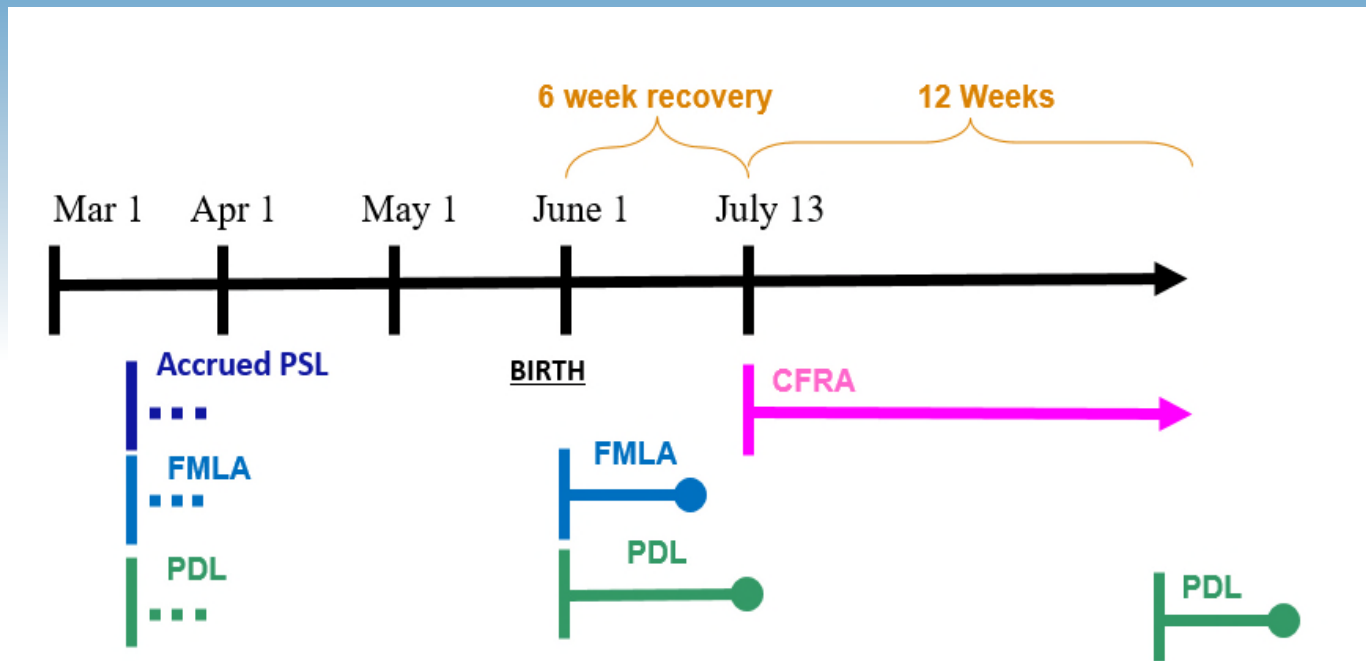 6 week recovery
12 Weeks
Mar 1
Apr 1
May 1
June 1
July 13
Accrued PSL
BIRTH
CFRA
FMLA
FMLA
PDL
PDL
PDL